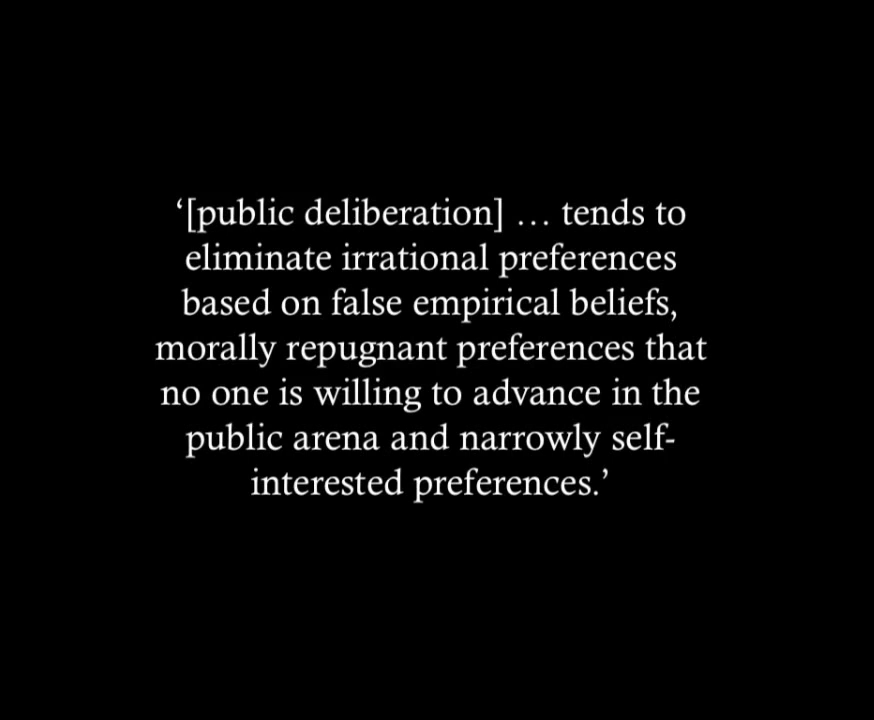 ‘[public deliberation] … tends to
eliminate irrational preferences
based on false empirical beliefs,
morally repugnant preferences that
no one is willing to advance in the
public arena and narrowly self-
interested preferences.’